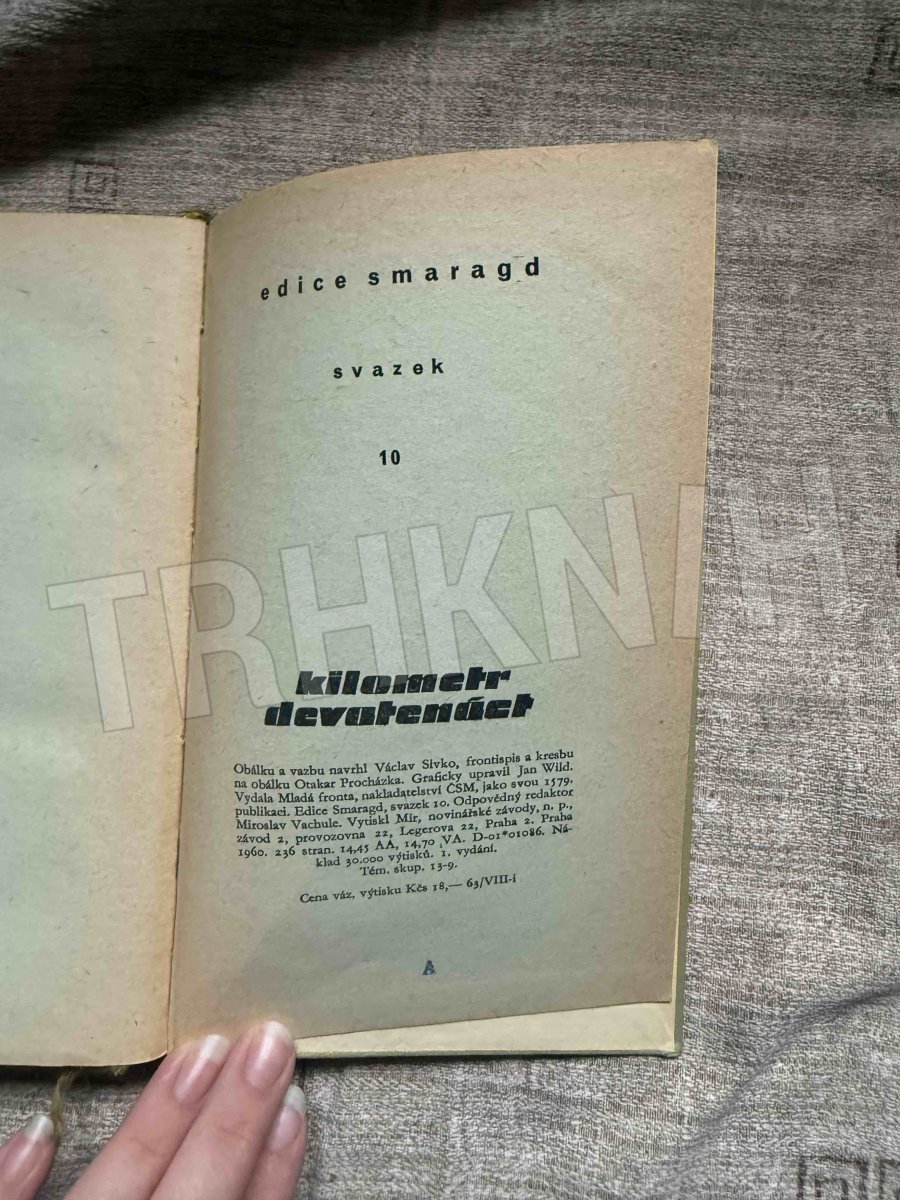 edice smaragd
svazek
10
TRHKNIH
kilometr
devatenáct
Obálku a vazbu navrhl Václav Sivko, frontispis a kresbu
na obálku Otakar Procházka. Graficky upravil Jan Wild.
Vydala Mladá fronta, nakladatelství ČSM, jako svou 1579.
publikaci. Edice Smaragd, svazek 10. Odpovědný redaktor
Miroslav Vachule. Vytiskl Mír, novinářské závody, n. p.,
závod 2, provozovna 22, Legerova 22, Praha 2. Praha
1960. 236 stran. 14,45 AA, 14,70 VA. D-01*01086. Ná-
klad 30.000 výtisků. 1. vydání.
Tém. skup. 13-9.
Cena váz. výtisku Kčs 18,— 63/VIII-1
A